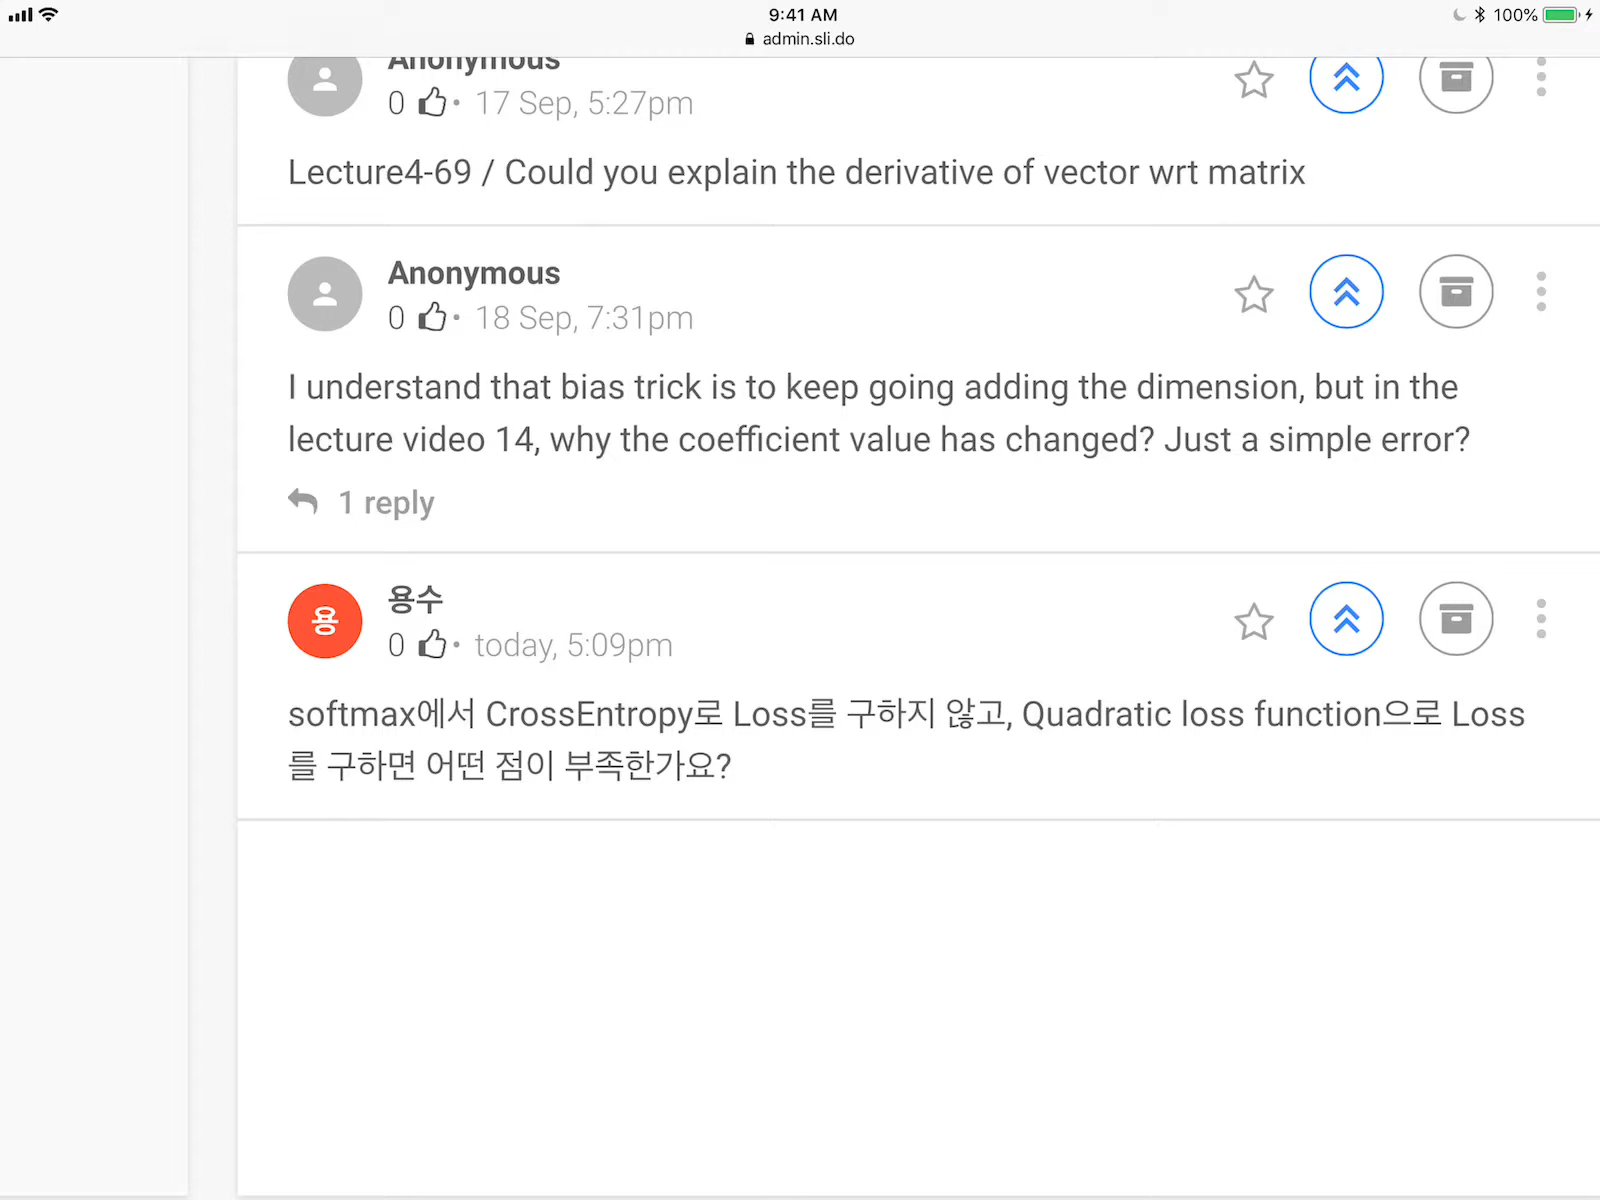 9:41 AM
100%
admin.sli.do
Anonymous
0 · 17 Sep, 5:27pm
Lecture4-69 / Could you explain the derivative of vector wrt matrix
Anonymous
0 · 18 Sep, 7:31pm
I understand that bias trick is to keep going adding the dimension, but in the
lecture video 14, why the coefficient value has changed? Just a simple error?
1 reply
용
용수
0 · today, 5:09pm
softmax에서 CrossEntropy로 Loss를 구하지 않고, Quadratic loss function으로 Loss
를 구하면 어떤 점이 부족한가요?